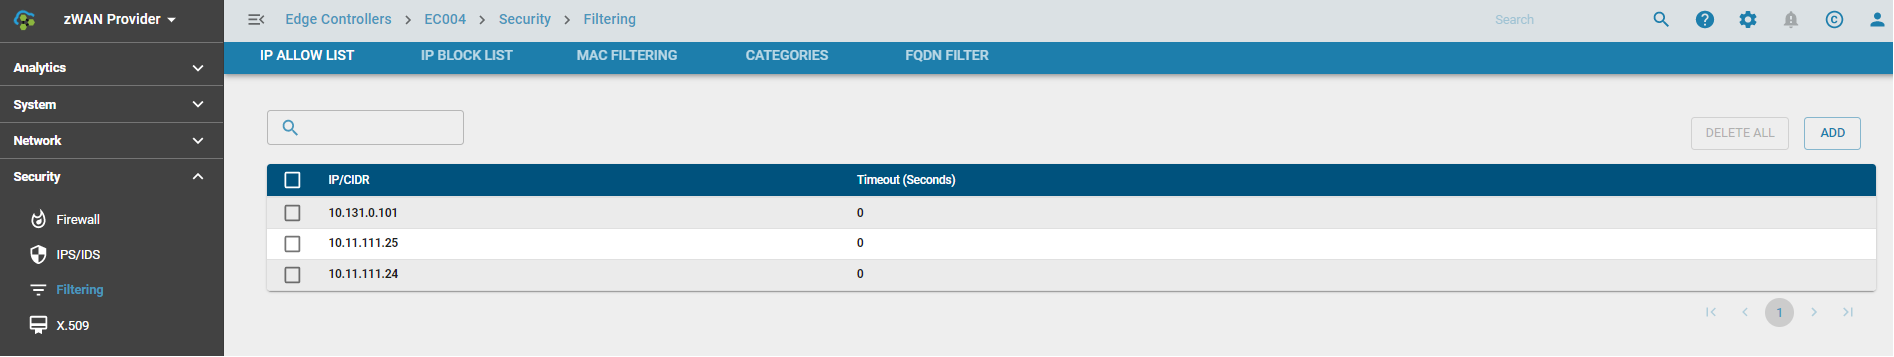 zWAN Provider
Edge Controllers > EC004 > Security > Filtering
Search
Analytics
System
Network
Security
Firewall
IPS/IDS
Filtering
X.509
IP ALLOW LIST IP BLOCK LIST MAC FILTERING CATEGORIES FQDN FILTER
DELETE ALL ADD
IP/CIDR Timeout (Seconds)
10.131.0.101 0
10.11.111.25 0
10.11.111.24 0
1